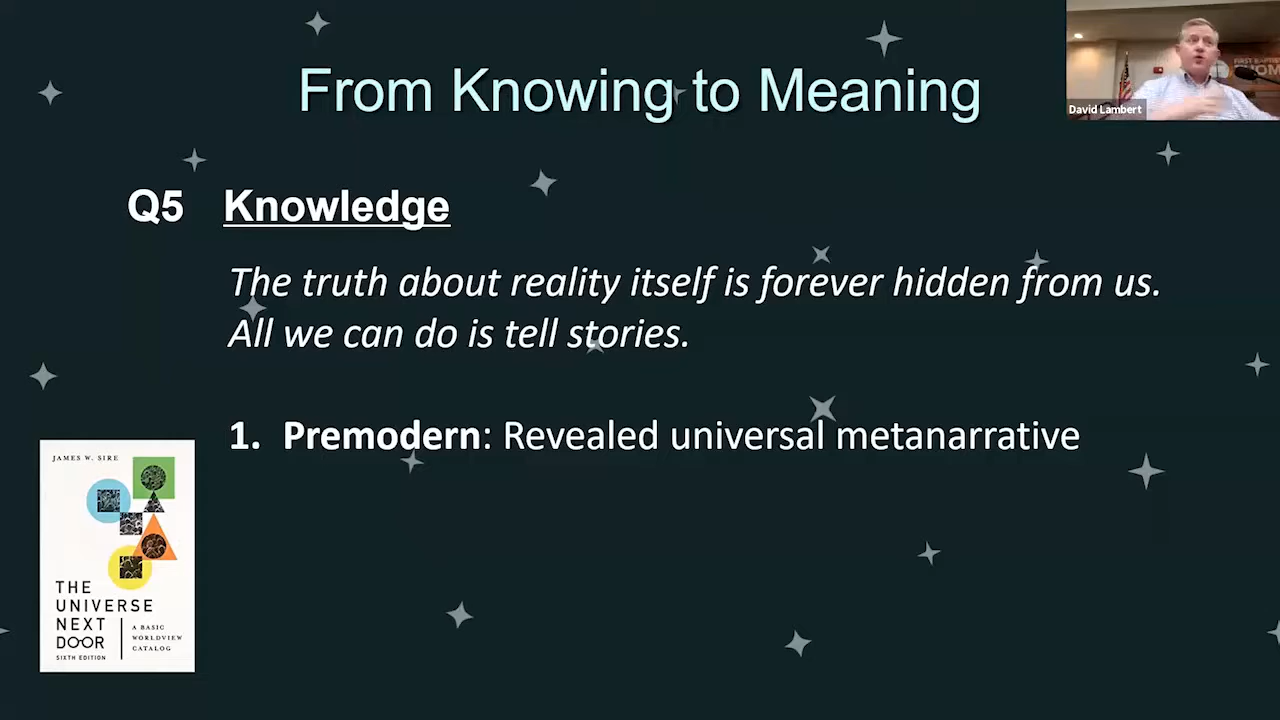 From Knowing to Meaning
FIRST BAPTIST
David Lambert
Q5 Knowledge
The truth about reality itself is forever hidden from us.
All we can do is tell stories.
1. Premodern: Revealed universal metanarrative
JAMES W. SIRE
THE
UNIVERSE
NEXT
DOOR
SIXTH EDITION
A BASIC
WORLDVIEW
CATALOG